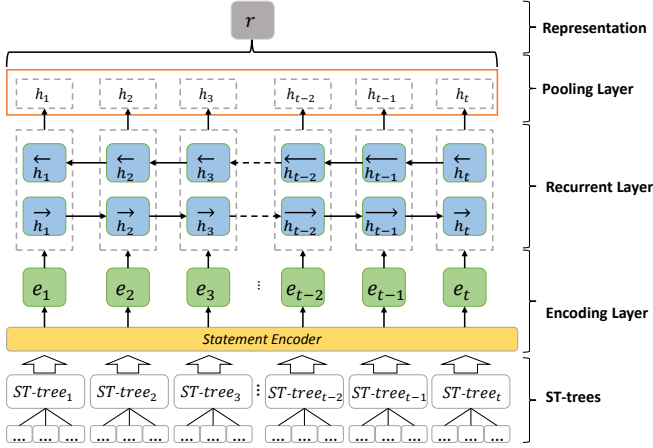 r
Representation
h₁ h₂ h₃ hₜ₋₂ hₜ₋₁ hₜ
Pooling Layer
←h₁ ←h₂ ←h₃ ←hₜ₋₂ ←hₜ₋₁ ←hₜ
Recurrent Layer
→h₁ →h₂ →h₃ →hₜ₋₂ →hₜ₋₁ →hₜ
e₁ e₂ e₃ ⋮ eₜ₋₂ eₜ₋₁ eₜ
Encoding Layer
Statement Encoder
ST-tree₁ ST-tree₂ ST-tree₃ ⋮ ST-treeₜ₋₂ ST-treeₜ₋₁ ST-treeₜ
ST-trees
... ... ... ... ... ... ... ... ... ... ... ... ... ... ... ... ... ...